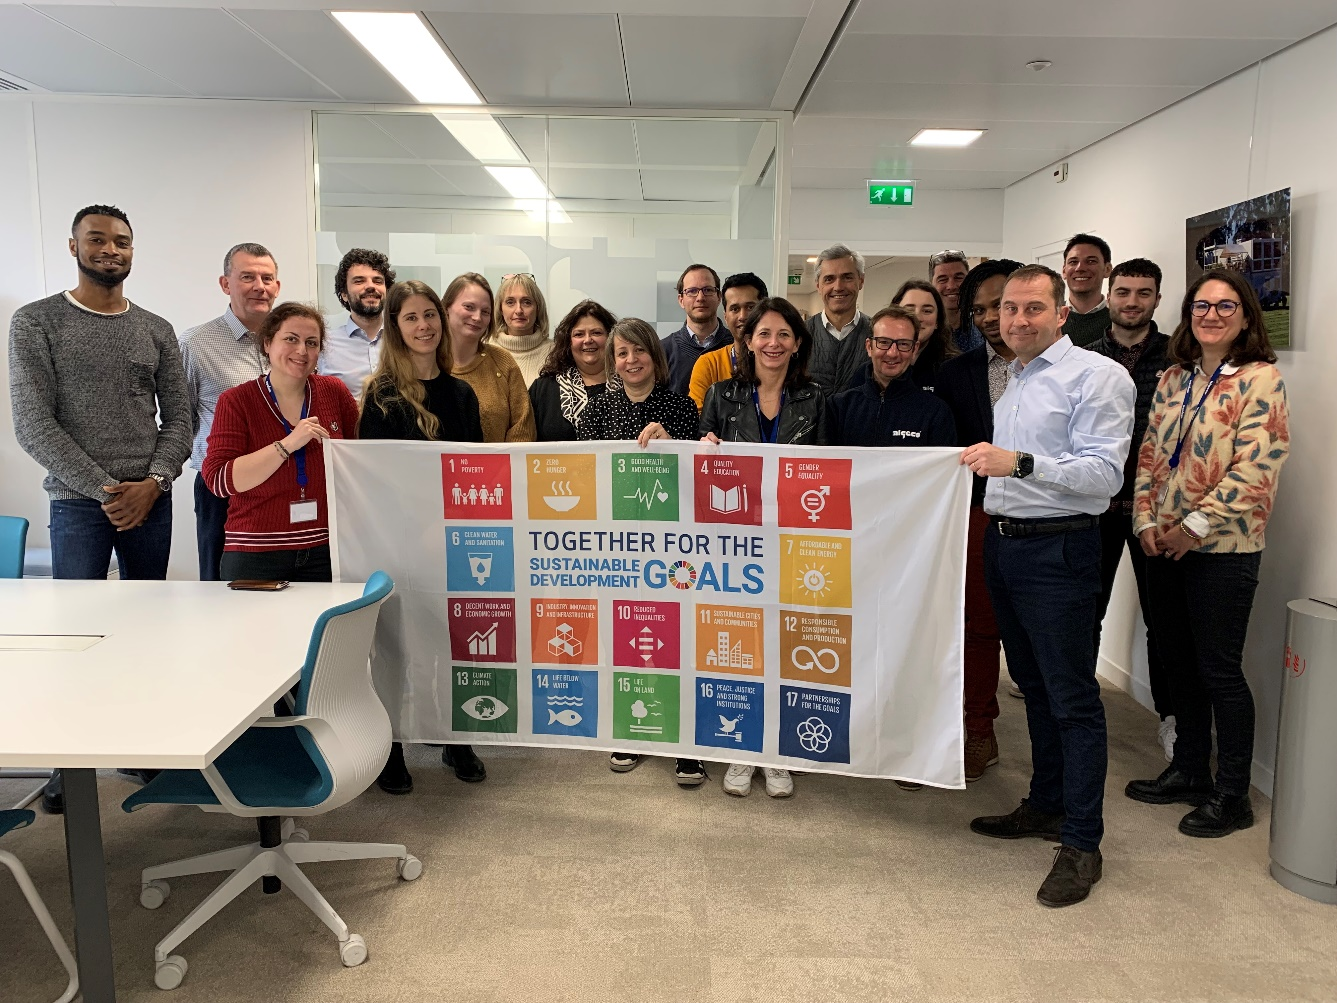 1 NO
POVERTY
2 ZERO
HUNGER
3 GOOD HEALTH
AND WELL-BEING
4 QUALITY
EDUCATION
5 GENDER
EQUALITY
6 CLEAN WATER
AND SANITATION
TOGETHER FOR THE
SUSTAINABLE
DEVELOPMENT
GOALS
7 AFFORDABLE AND
CLEAN ENERGY
8 DECENT WORK AND
ECONOMIC GROWTH
9 INDUSTRY, INNOVATION
AND INFRASTRUCTURE
10 REDUCED
INEQUALITIES
11 SUSTAINABLE CITIES
AND COMMUNITIES
12 RESPONSIBLE
CONSUMPTION
AND PRODUCTION
13 CLIMATE
ACTION
14 LIFE BELOW
WATER
15 LIFE
ON LAND
16 PEACE, JUSTICE
AND STRONG
INSTITUTIONS
17 PARTNERSHIPS
FOR THE GOALS